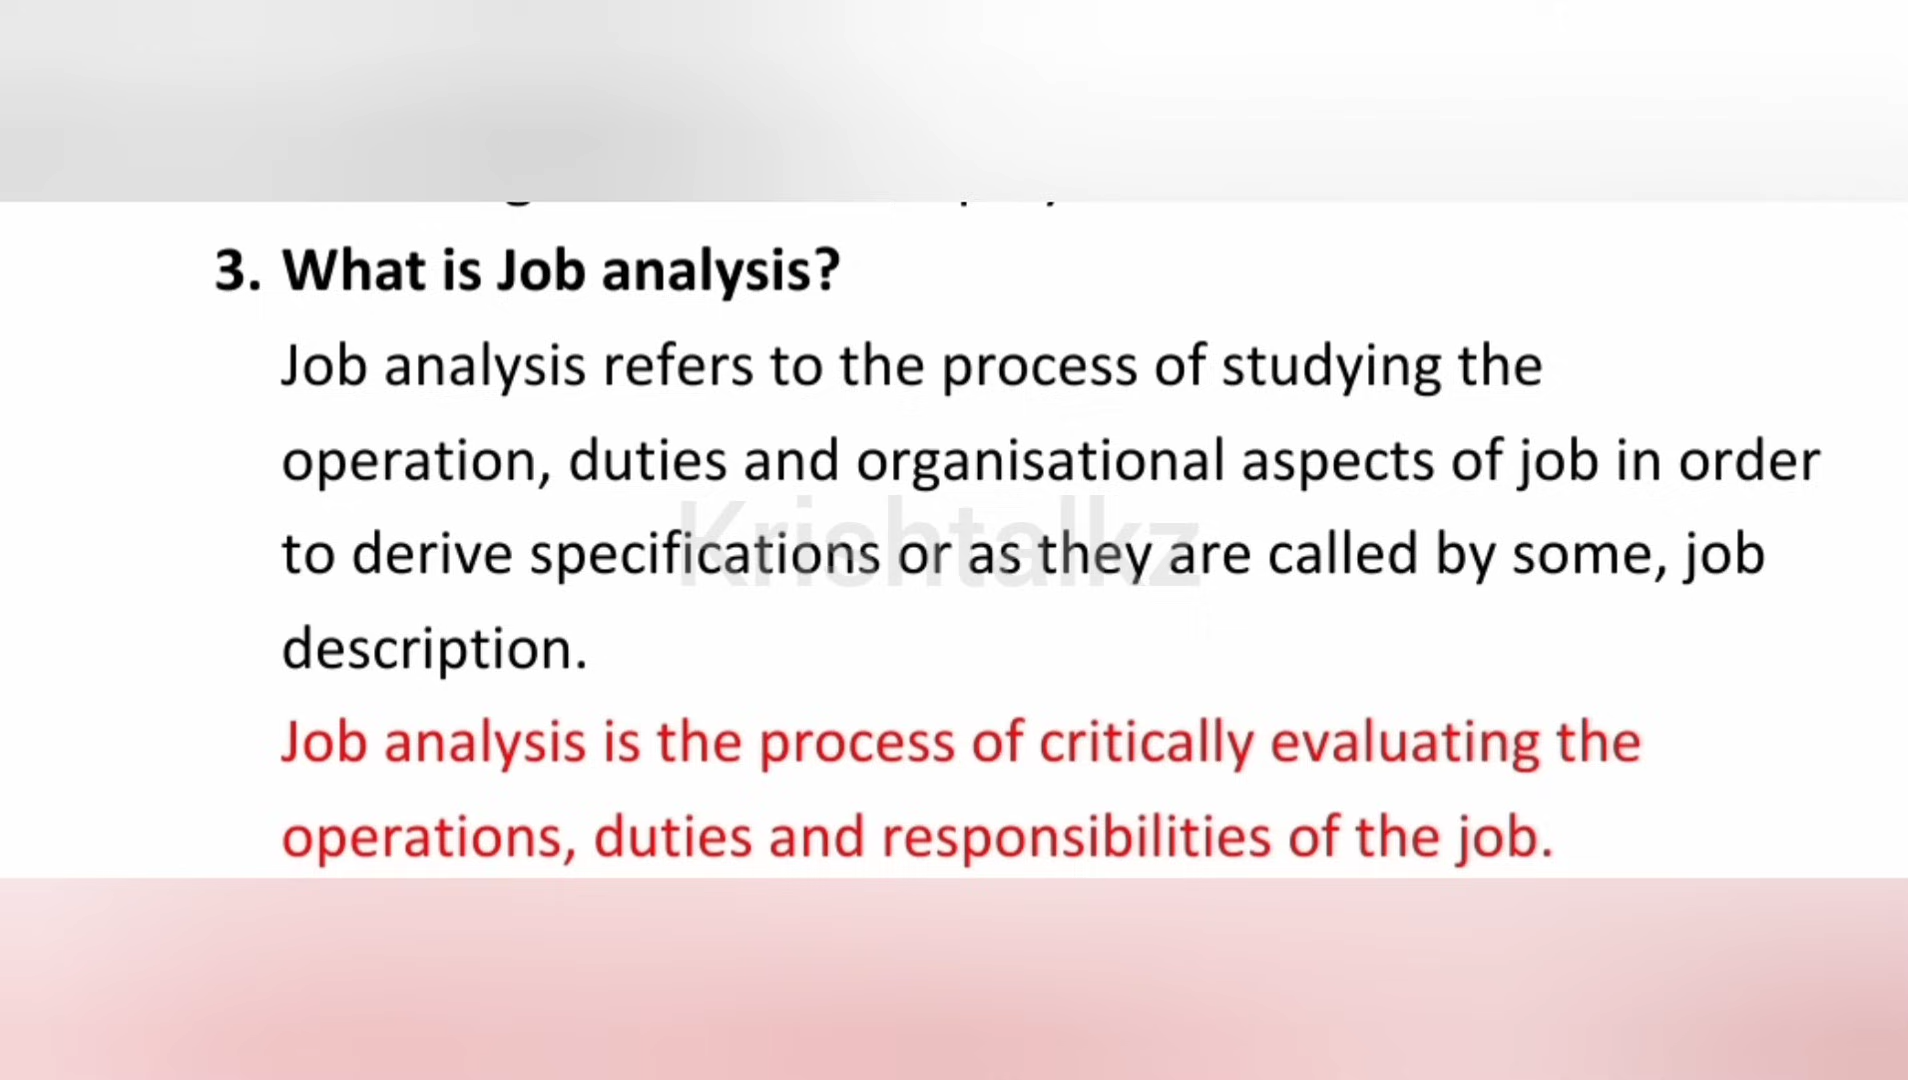 3. What is Job analysis?
Job analysis refers to the process of studying the
operation, duties and organisational aspects of job in order
to derive specifications or as they are called by some, job
description.
Krishtalkz
Job analysis is the process of critically evaluating the
operations, duties and responsibilities of the job.